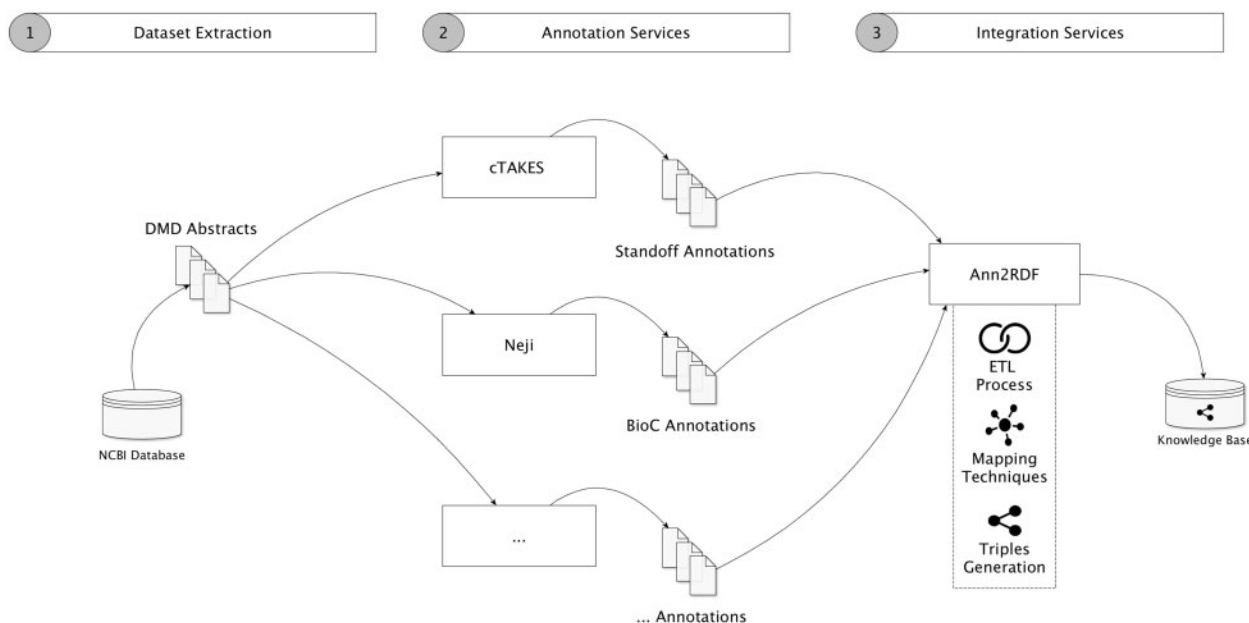 1 Dataset Extraction
2 Annotation Services
3 Integration Services
DMD Abstracts
NCBI Database
cTAKES
Standoff Annotations
Neji
BioC Annotations
...
... Annotations
Ann2RDF
ETL
Process
Mapping
Techniques
Triples
Generation
Knowledge Base